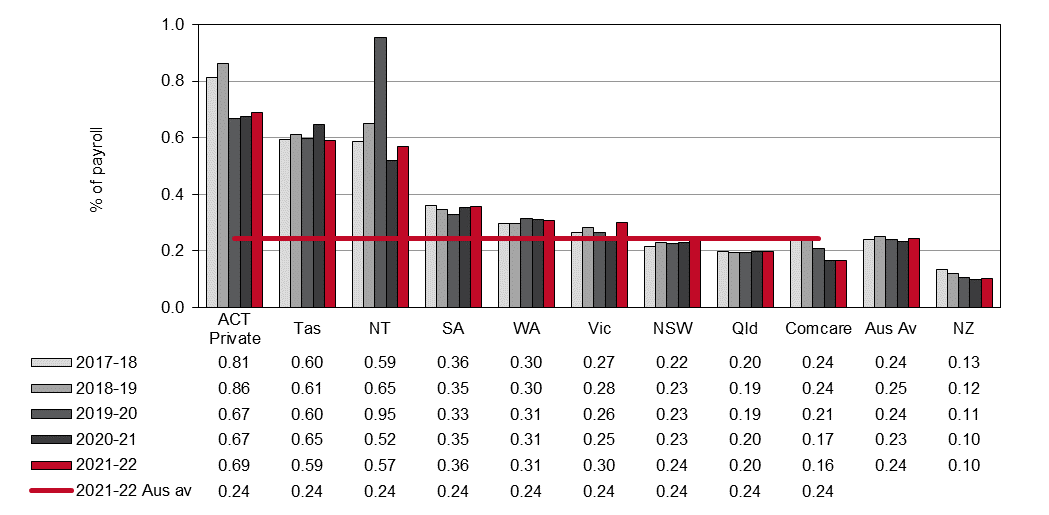 1.0
0.8
0.6
0.4
0.2
0.0
% of payroll
ACT Private Tas NT SA WA Vic NSW Qld Comcare Aus Av NZ
2017-18 0.81 0.60 0.59 0.36 0.30 0.27 0.22 0.20 0.24 0.24 0.13
2018-19 0.86 0.61 0.65 0.35 0.30 0.28 0.23 0.19 0.24 0.25 0.12
2019-20 0.67 0.60 0.95 0.33 0.31 0.26 0.23 0.19 0.21 0.24 0.11
2020-21 0.67 0.65 0.52 0.35 0.31 0.25 0.23 0.20 0.17 0.23 0.10
2021-22 0.69 0.59 0.57 0.36 0.31 0.30 0.24 0.20 0.16 0.24 0.10
2021-22 Aus av 0.24 0.24 0.24 0.24 0.24 0.24 0.24 0.24 0.24